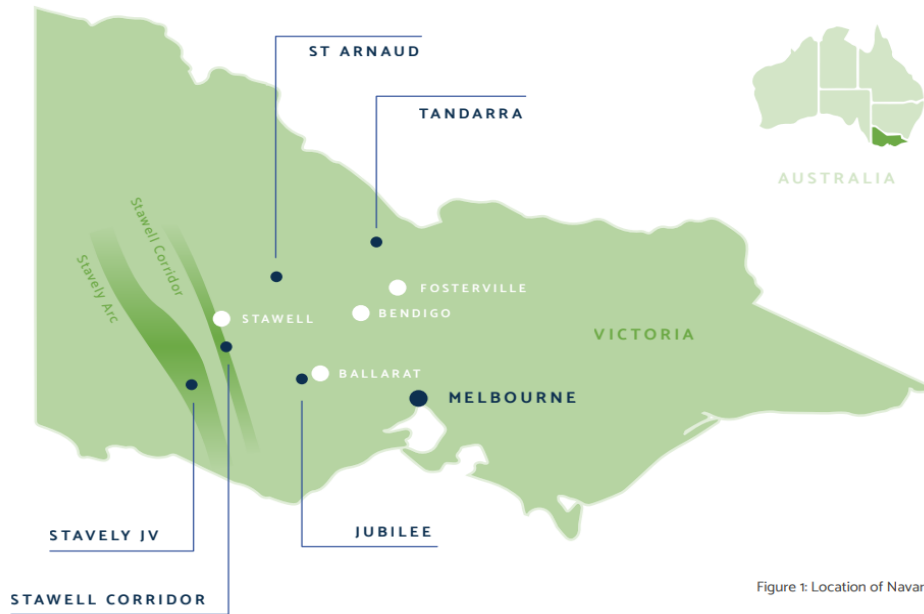 ST ARNAUD
TANDARRA
AUSTRALIA
Stawell Corridor
Stavely Arc
FOSTERVILLE
BENDIGO
STAWELL
VICTORIA
BALLARAT
MELBOURNE
STAVELY JV
JUBILEE
STAWELL CORRIDOR
Figure 1: Location of Navar